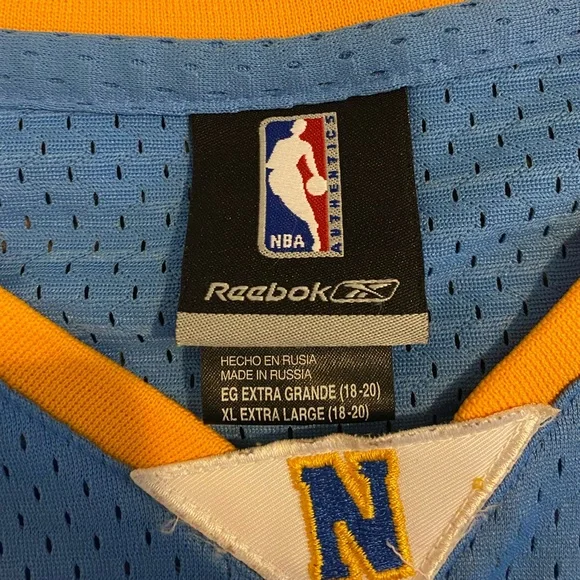 AUTHENTICS
NBA
Reebok
HECHO EN RUSIA
MADE IN RUSSIA
EG EXTRA GRANDE (18-20)
XL EXTRA LARGE (18-20)
N